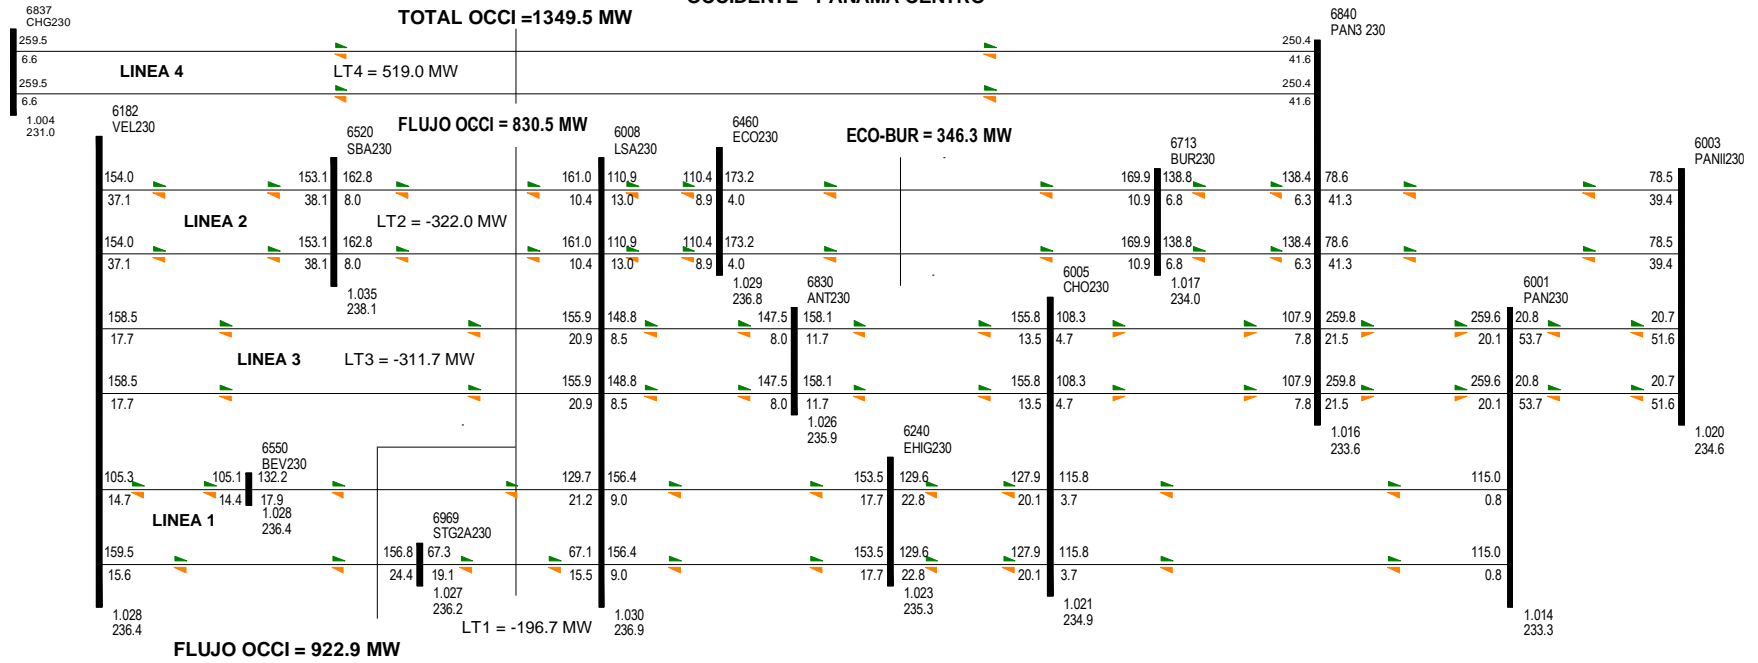 OCCIDENTE - PANAMÁ CENTRO
6837
CHG230
TOTAL OCCI =1349.5 MW
6840
PAN3 230
259.5
250.4
6.6
41.6
LINEA 4
LT4 = 519.0 MW
259.5
250.4
6.6
41.6
1.004
231.0
6182
VEL230
FLUJO OCCI = 830.5 MW
6520
SBA230
6008
LSA230
6460
ECO230
ECO-BUR = 346.3 MW
6713
BUR230
6003
PANII230
154.0 153.1 162.8 161.0 110.9 110.4 173.2 169.9 138.8 138.4 78.6 78.5
37.1 38.1 8.0 10.4 13.0 8.9 4.0 10.9 6.8 6.3 41.3 39.4
LINEA 2
LT2 = -322.0 MW
154.0 153.1 162.8 161.0 110.9 110.4 173.2 169.9 138.8 138.4 78.6 78.5
37.1 38.1 8.0 10.4 13.0 8.9 4.0 10.9 6.8 6.3 41.3 39.4
1.035
238.1
1.029
236.8
6830
ANT230
6005
CHO230
1.017
234.0
6001
PAN230
158.5 155.9 148.8 147.5 158.1 155.8 108.3 107.9 259.8 259.6 20.8 20.7
17.7 20.9 8.5 8.0 11.7 13.5 4.7 7.8 21.5 20.1 53.7 51.6
LINEA 3
LT3 = -311.7 MW
158.5 155.9 148.8 147.5 158.1 155.8 108.3 107.9 259.8 259.6 20.8 20.7
17.7 20.9 8.5 8.0 11.7 13.5 4.7 7.8 21.5 20.1 53.7 51.6
1.026
235.9
1.016
233.6
1.020
234.6
6550
BEV230
6240
EHIG230
105.3 105.1 132.2 129.7 156.4 153.5 129.6 127.9 115.8 115.0
14.7 14.4 17.9 21.2 9.0 17.7 22.8 20.1 3.7 0.8
1.028
236.4
LINEA 1
6969
STG2A230
159.5 156.8 67.3 67.1 156.4 153.5 129.6 127.9 115.8 115.0
15.6 24.4 19.1 15.5 9.0 17.7 22.8 20.1 3.7 0.8
1.027
236.2
1.023
235.3
1.021
234.9
1.028
236.4
1.030
236.9
1.014
233.3
LT1 = -196.7 MW
FLUJO OCCI = 922.9 MW